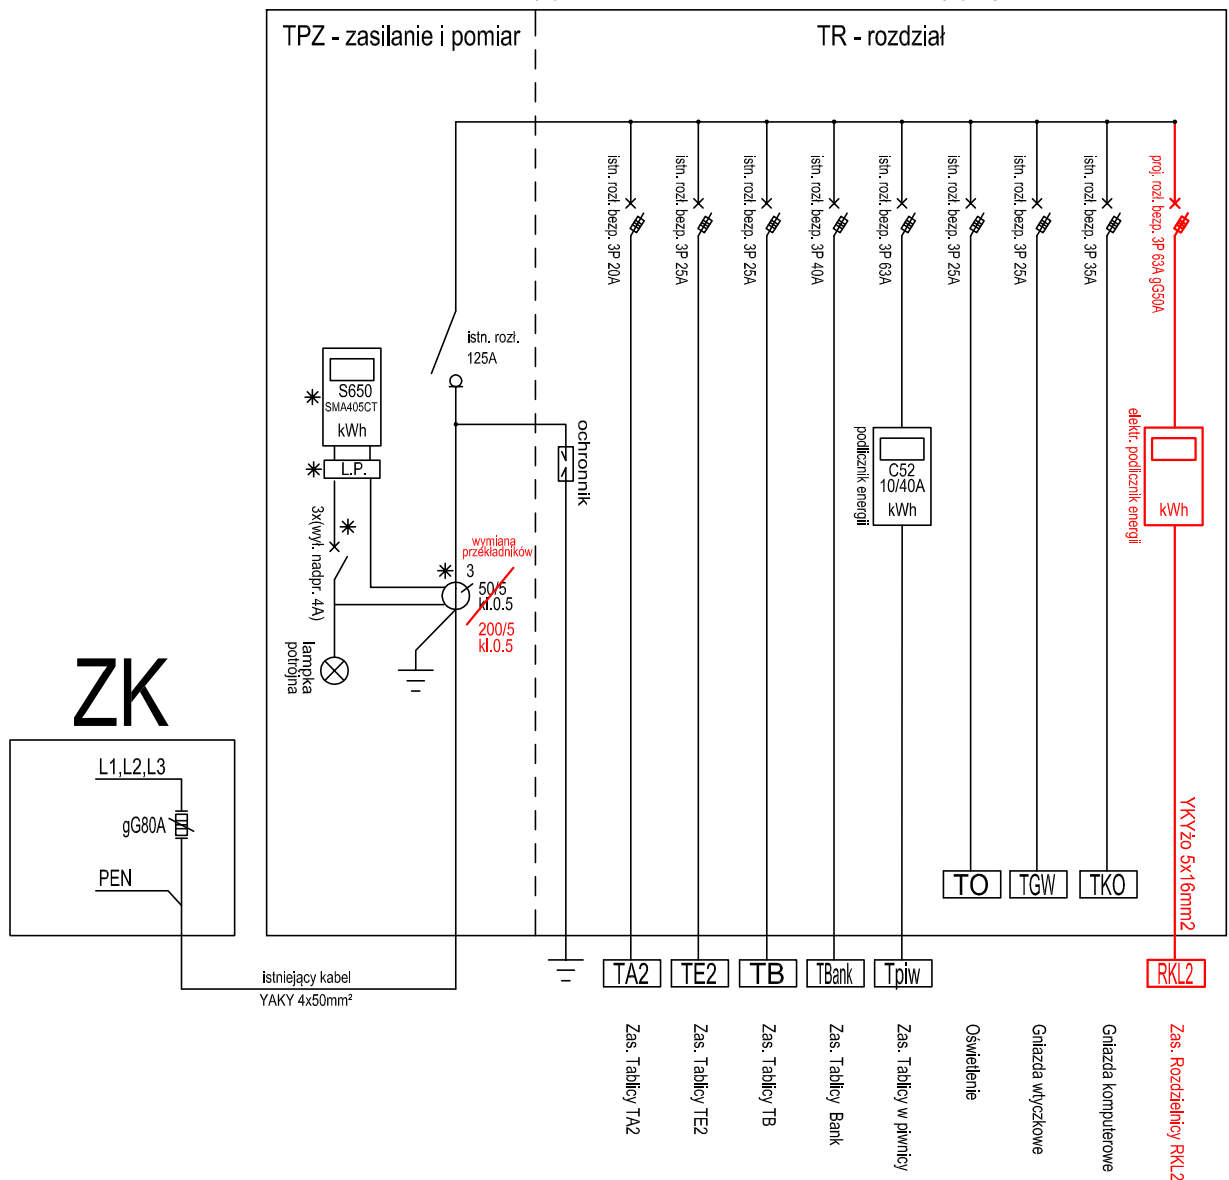 TPZ - zasilanie i pomiar
TR - rozdział
istn. rozł. bezp. 3P 20A
istn. rozł. bezp. 3P 25A
istn. rozł. bezp. 3P 25A
istn. rozł. bezp. 3P 40A
istn. rozł. bezp. 3P 63A
istn. rozł. bezp. 3P 25A
istn. rozł. bezp. 3P 25A
istn. rozł. bezp. 3P 35A
proj. rozł. bezp. 3P 63A gG50A
istn. rozł.
125A
S650
SMA405CT
kWh
L.P.
3x(wył. nadpr. 4A)
lampka
potrójna
ochronnik
wymiana
przekładników
3
50/5
kl.0.5
200/5
kl.0.5
podlicznik energii
C52
10/40A
kWh
elektr. podlicznik energii
kWh
YKYżo 5x16mm2
ZK
L1,L2,L3
gG80A
PEN
istniejący kabel
YAKY 4x50mm²
TO
TGW
TKO
TA2
TE2
TB
TBank
Tpiw
RKL2
Zas. Tablicy TA2
Zas. Tablicy TE2
Zas. Tablicy TB
Zas. Tablicy Bank
Zas. Tablicy w piwnicy
Oświetlenie
Gniazda wtyczkowe
Gniazda komputerowe
Zas. Rozdzielnicy RKL2